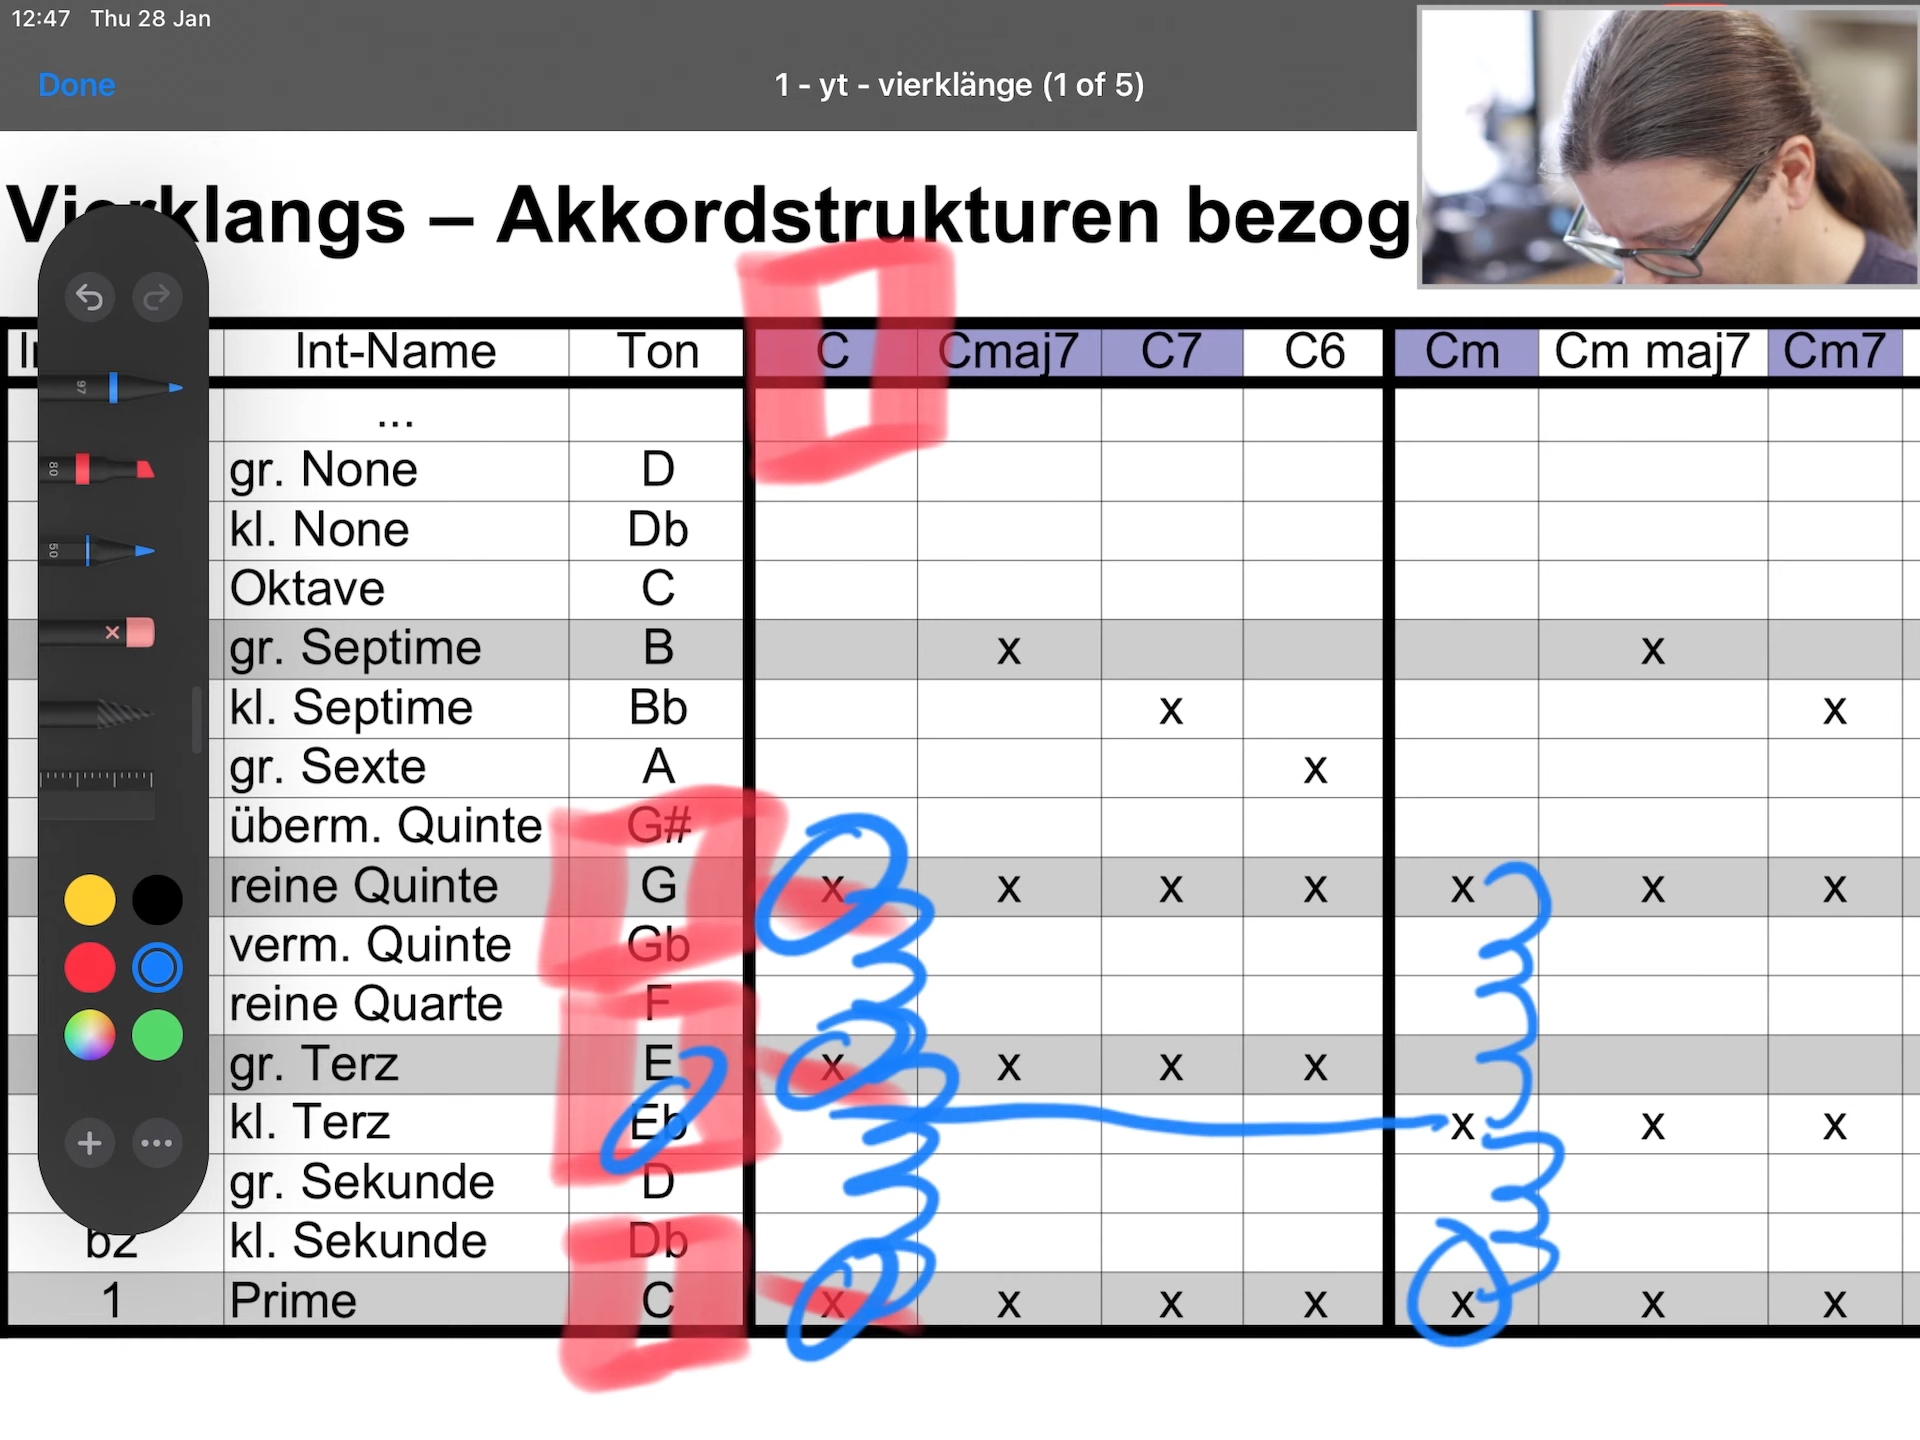 12:47 Thu 28 Jan
Done
1 - yt - vierklänge (1 of 5)
Vierklangs – Akkordstrukturen bezog
Int-Name Ton C Cmaj7 C7 C6 Cm Cm maj7 Cm7
...
gr. None D
kl. None Db
Oktave C
gr. Septime B x x
kl. Septime Bb x x
gr. Sexte A x
überm. Quinte G#
reine Quinte G x x x x x x x
verm. Quinte Gb
reine Quarte F
gr. Terz E x x x x
kl. Terz Eb x x x
gr. Sekunde D
b2 kl. Sekunde Db
1 Prime C x x x x x x x
97
80
50